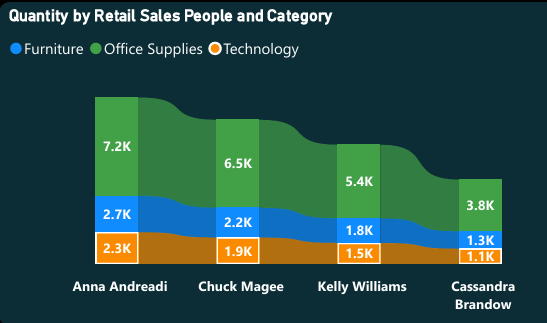 Quantity by Retail Sales People and Category
Furniture Office Supplies Technology
7.2K
6.5K
5.4K
3.8K
2.7K
2.2K
1.8K
1.3K
2.3K
1.9K
1.5K
1.1K
Anna Andreadi Chuck Magee Kelly Williams Cassandra
Brandow